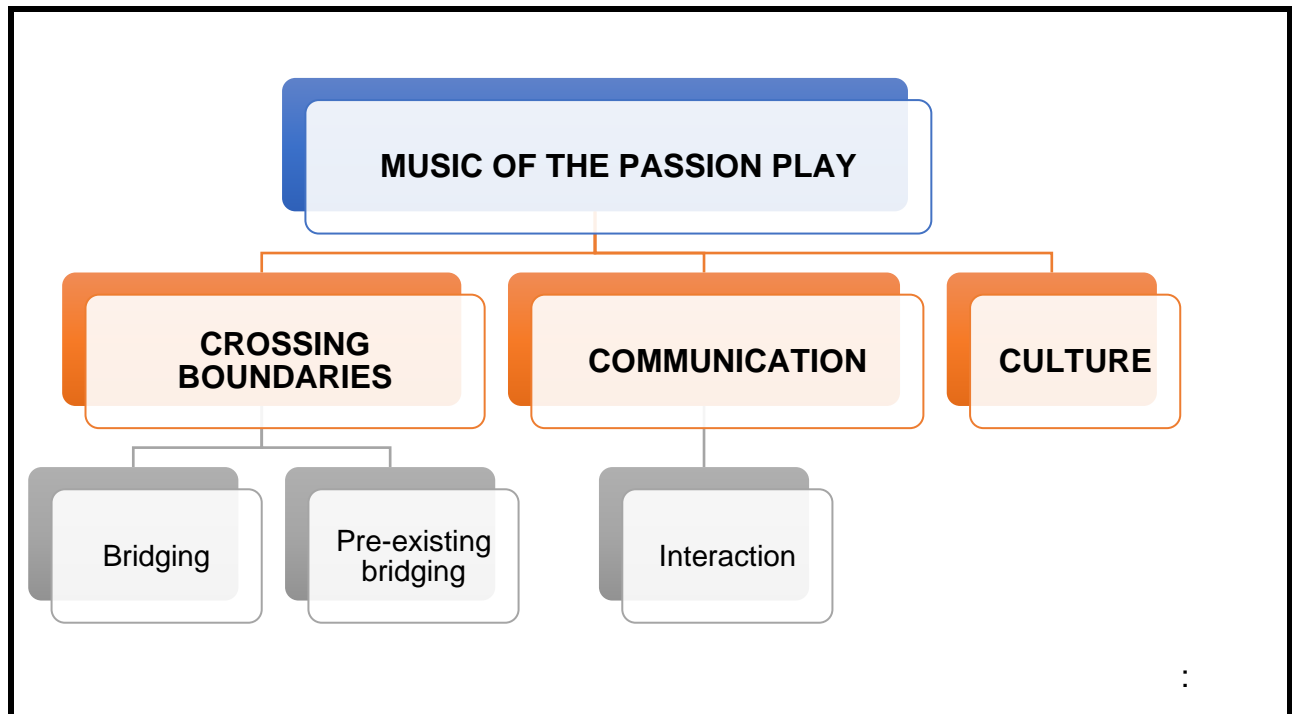 MUSIC OF THE PASSION PLAY
CROSSING
BOUNDARIES
COMMUNICATION
CULTURE
Bridging
Pre-existing
bridging
Interaction
: